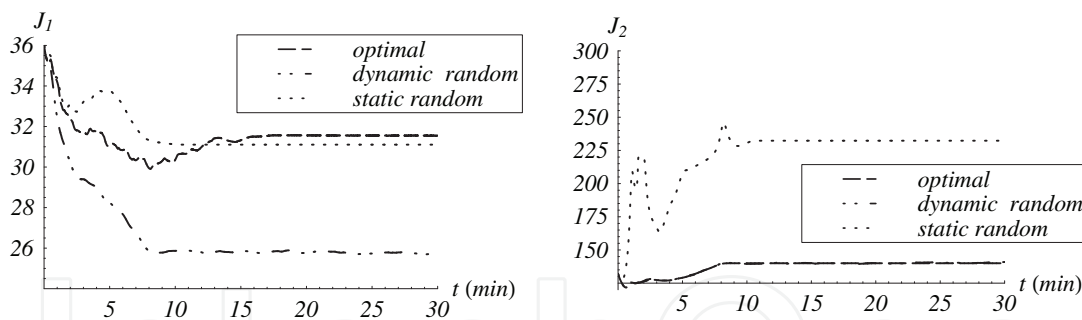 J1
36
34
32
30
28
26
5 10 15 20 25 30
t (min)
optimal
dynamic random
static random
J2
300
275
250
225
200
175
150
5 10 15 20 25 30
t (min)
optimal
dynamic random
static random